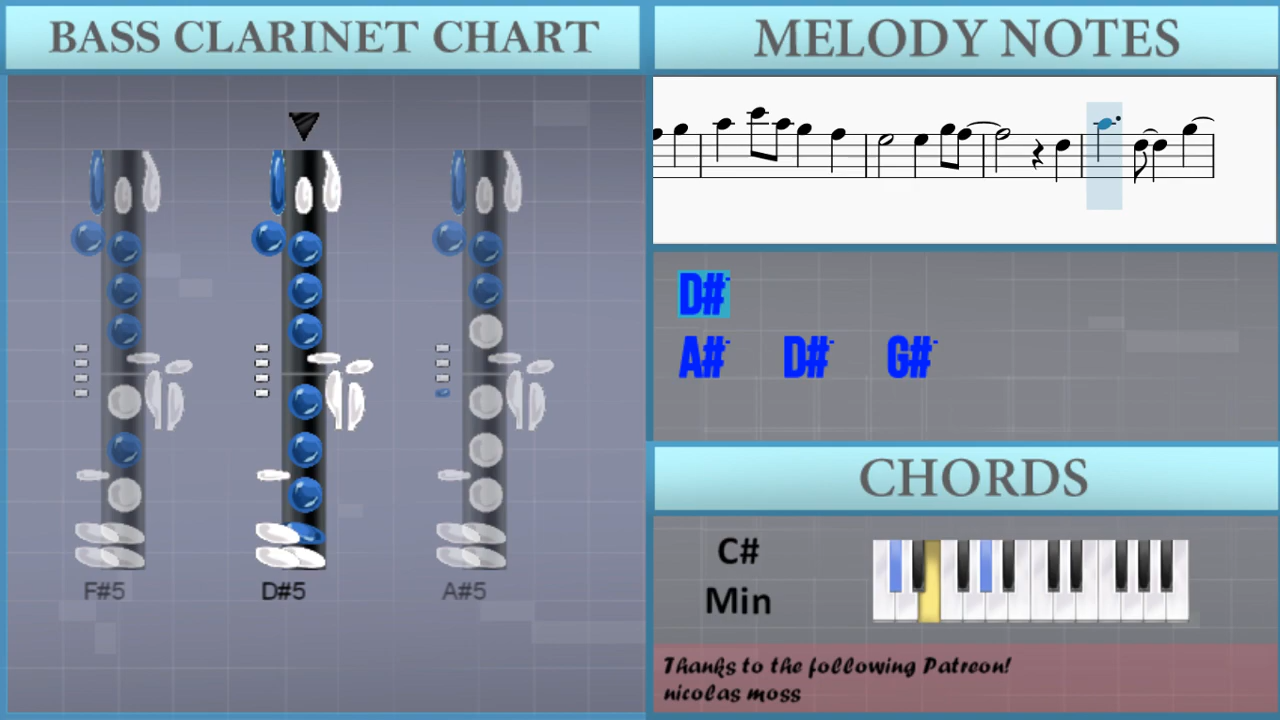 BASS CLARINET CHART
MELODY NOTES
D#-
A#- D#- G#-
F#5 D#5 A#5
CHORDS
C#
Min
Thanks to the following Patreon!
nicolas moss